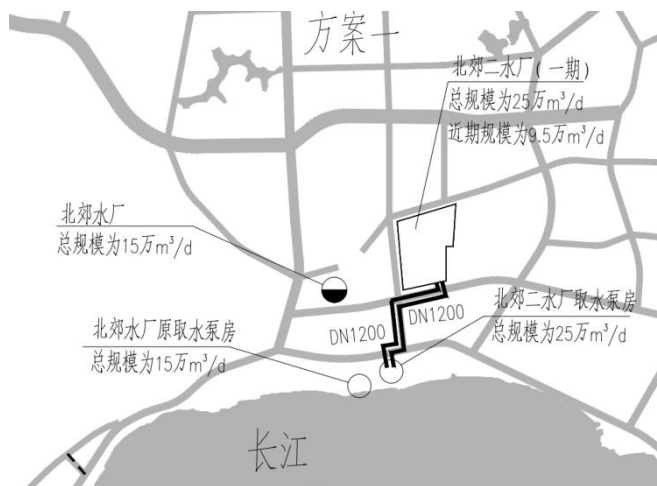 方案一
北郊二水厂(一期)
总规模为25万m³/d
近期规模为9.5万m³/d
北郊水厂
总规模为15万m³/d
DN1200
DN1200
北郊二水厂取水泵房
总规模为25万m³/d
北郊水厂原取水泵房
总规模为15万m³/d
长江